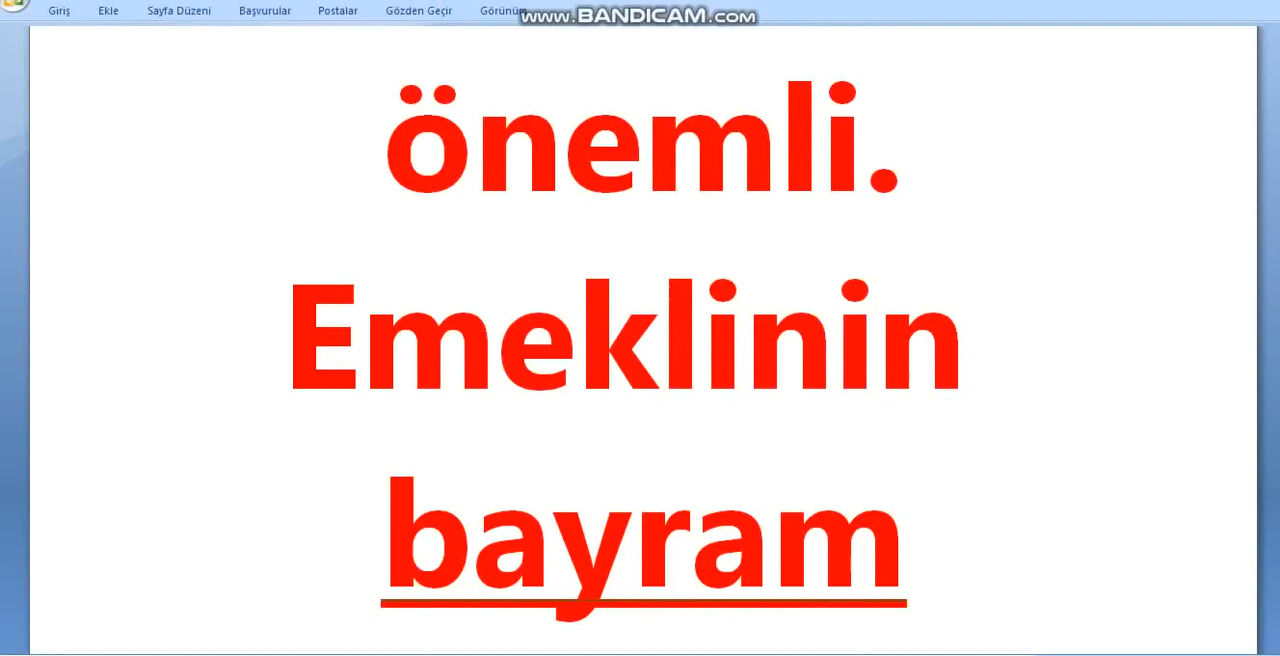 Giriş Ekle Sayfa Düzeni Başvurular Postalar Gözden Geçir Görünüm
www.BANDICAM.com
önemli.
Emeklinin
bayram